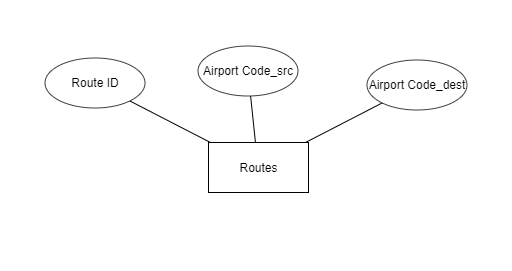 Route ID
Airport Code_src
Airport Code_dest
Routes